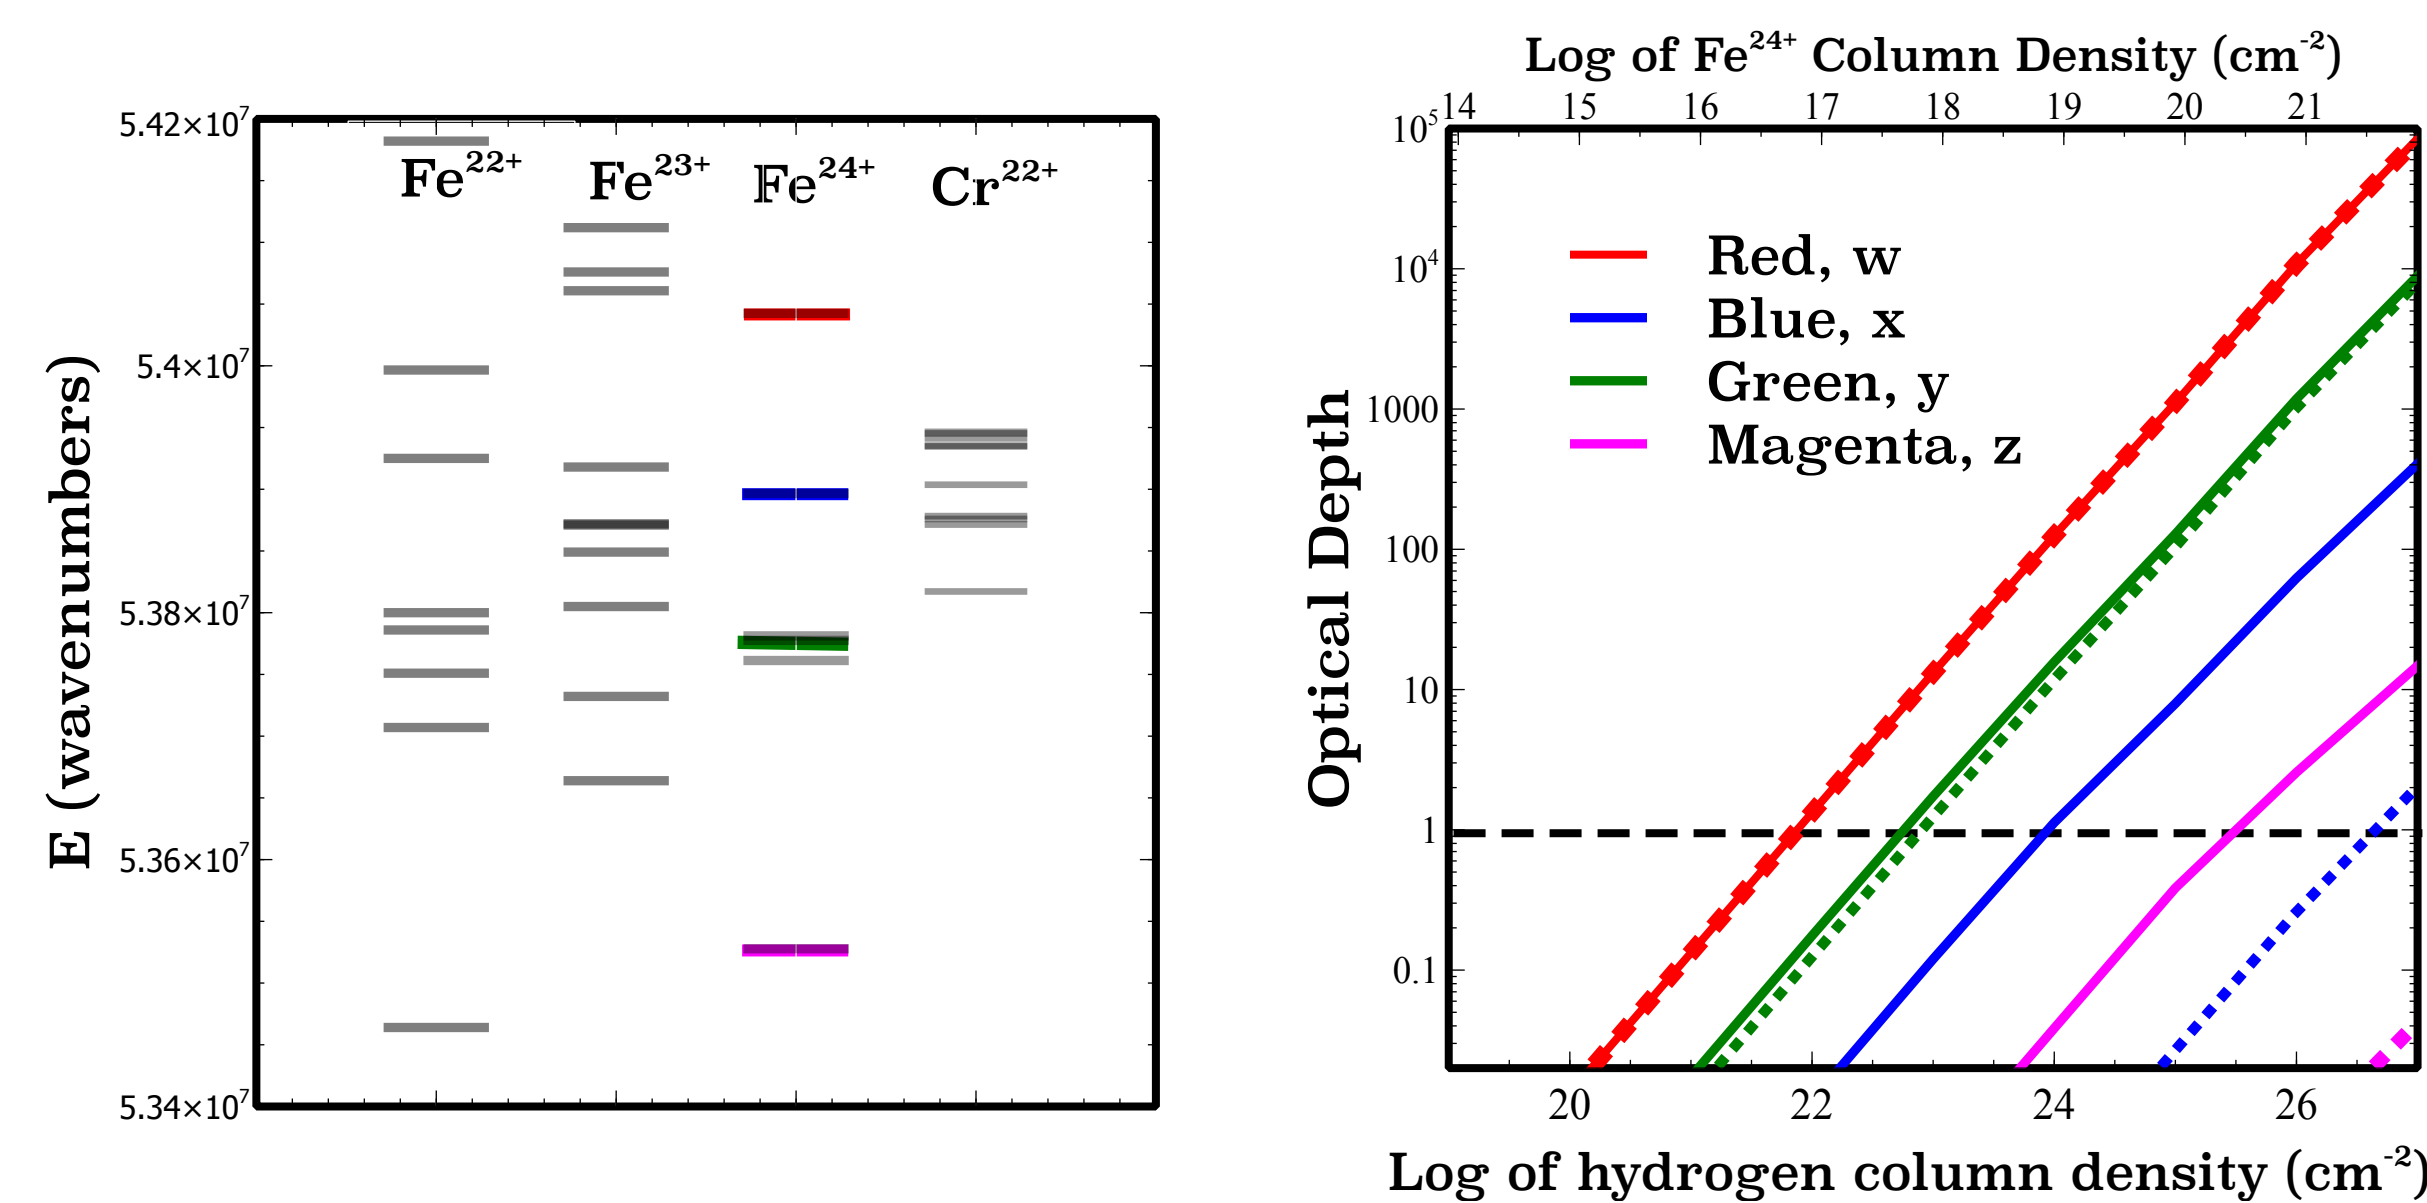 5.42×10⁷
5.4×10⁷
5.38×10⁷
5.36×10⁷
5.34×10⁷
E (wavenumbers)
Fe²²⁺
Fe²³⁺
Fe²⁴⁺
Cr²²⁺
Log of Fe²⁴⁺ Column Density (cm⁻²)
14 15 16 17 18 19 20 21
10⁵
10⁴
1000
100
10
1
0.1
Optical Depth
Red, w
Blue, x
Green, y
Magenta, z
20 22 24 26
Log of hydrogen column density (cm⁻²)